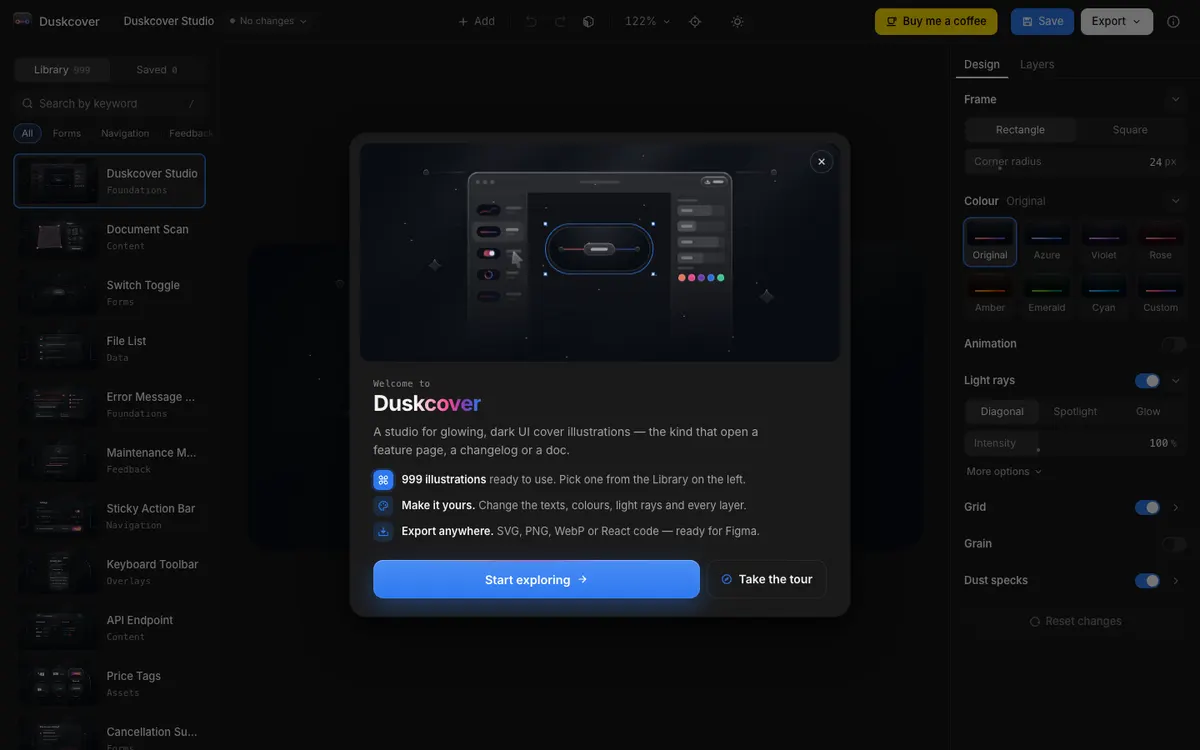 Duskcover
Duskcover Studio
No changes
Add
122%
Buy me a coffee
Save
Export
Library 999
Saved 0
Search by keyword /
All
Forms
Navigation
Feedback
Duskcover Studio
Foundations
Document Scan
Content
Switch Toggle
Forms
File List
Data
Error Message ...
Foundations
Maintenance M...
Feedback
Sticky Action Bar
Navigation
Keyboard Toolbar
Overlays
API Endpoint
Content
Price Tags
Assets
Cancellation Su...
Forms
Welcome to
Duskcover
A studio for glowing, dark UI cover illustrations — the kind that open a
feature page, a changelog or a doc.
999 illustrations ready to use. Pick one from the Library on the left.
Make it yours. Change the texts, colours, light rays and every layer.
Export anywhere. SVG, PNG, WebP or React code — ready for Figma.
Start exploring →
Take the tour
Design
Layers
Frame
Rectangle
Square
Corner radius 24 px
Colour Original
Original
Azure
Violet
Rose
Amber
Emerald
Cyan
Custom
Animation
Light rays
Diagonal
Spotlight
Glow
Intensity 100 %
More options
Grid
Grain
Dust specks
Reset changes